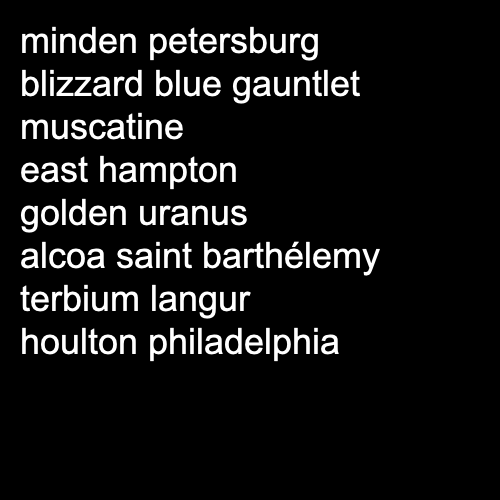 minden petersburg
blizzard blue gauntlet
muscatine
east hampton
golden uranus
alcoa saint barthélemy
terbium langur
houlton philadelphia